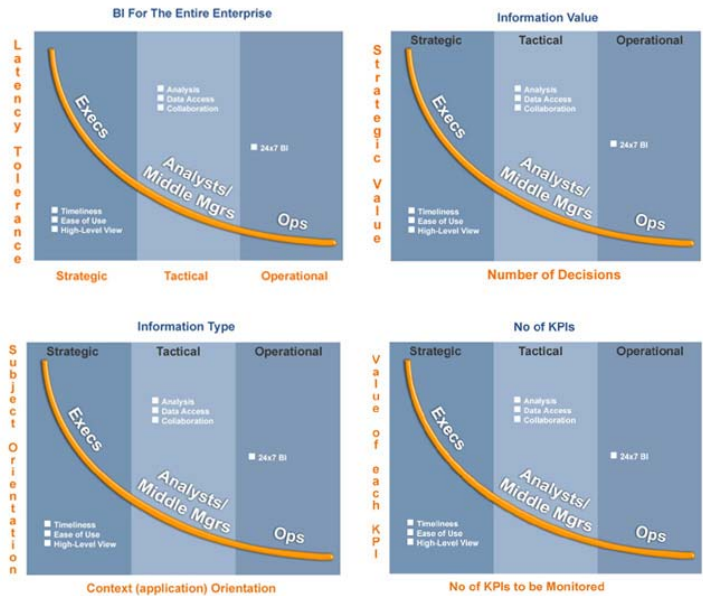 BI For The Entire Enterprise
Latency Tolerance
Execs
Analysis
Data Access
Collaboration
24x7 BI
Analysts/
Middle Mgrs
Ops
Timeliness
Ease of Use
High-Level View
Strategic
Tactical
Operational
Information Value
Strategic Value
Strategic
Tactical
Operational
Execs
Analysis
Data Access
Collaboration
24x7 BI
Analysts/
Middle Mgrs
Ops
Timeliness
Ease of Use
High-Level View
Number of Decisions
Information Type
Subject Orientation
Strategic
Tactical
Operational
Execs
Analysis
Data Access
Collaboration
24x7 BI
Analysts/
Middle Mgrs
Ops
Timeliness
Ease of Use
High-Level View
Context (application) Orientation
No of KPIs
Value of each KPI
Strategic
Tactical
Operational
Execs
Analysis
Data Access
Collaboration
24x7 BI
Analysts/
Middle Mgrs
Ops
Timeliness
Ease of Use
High-Level View
No of KPIs to be Monitored